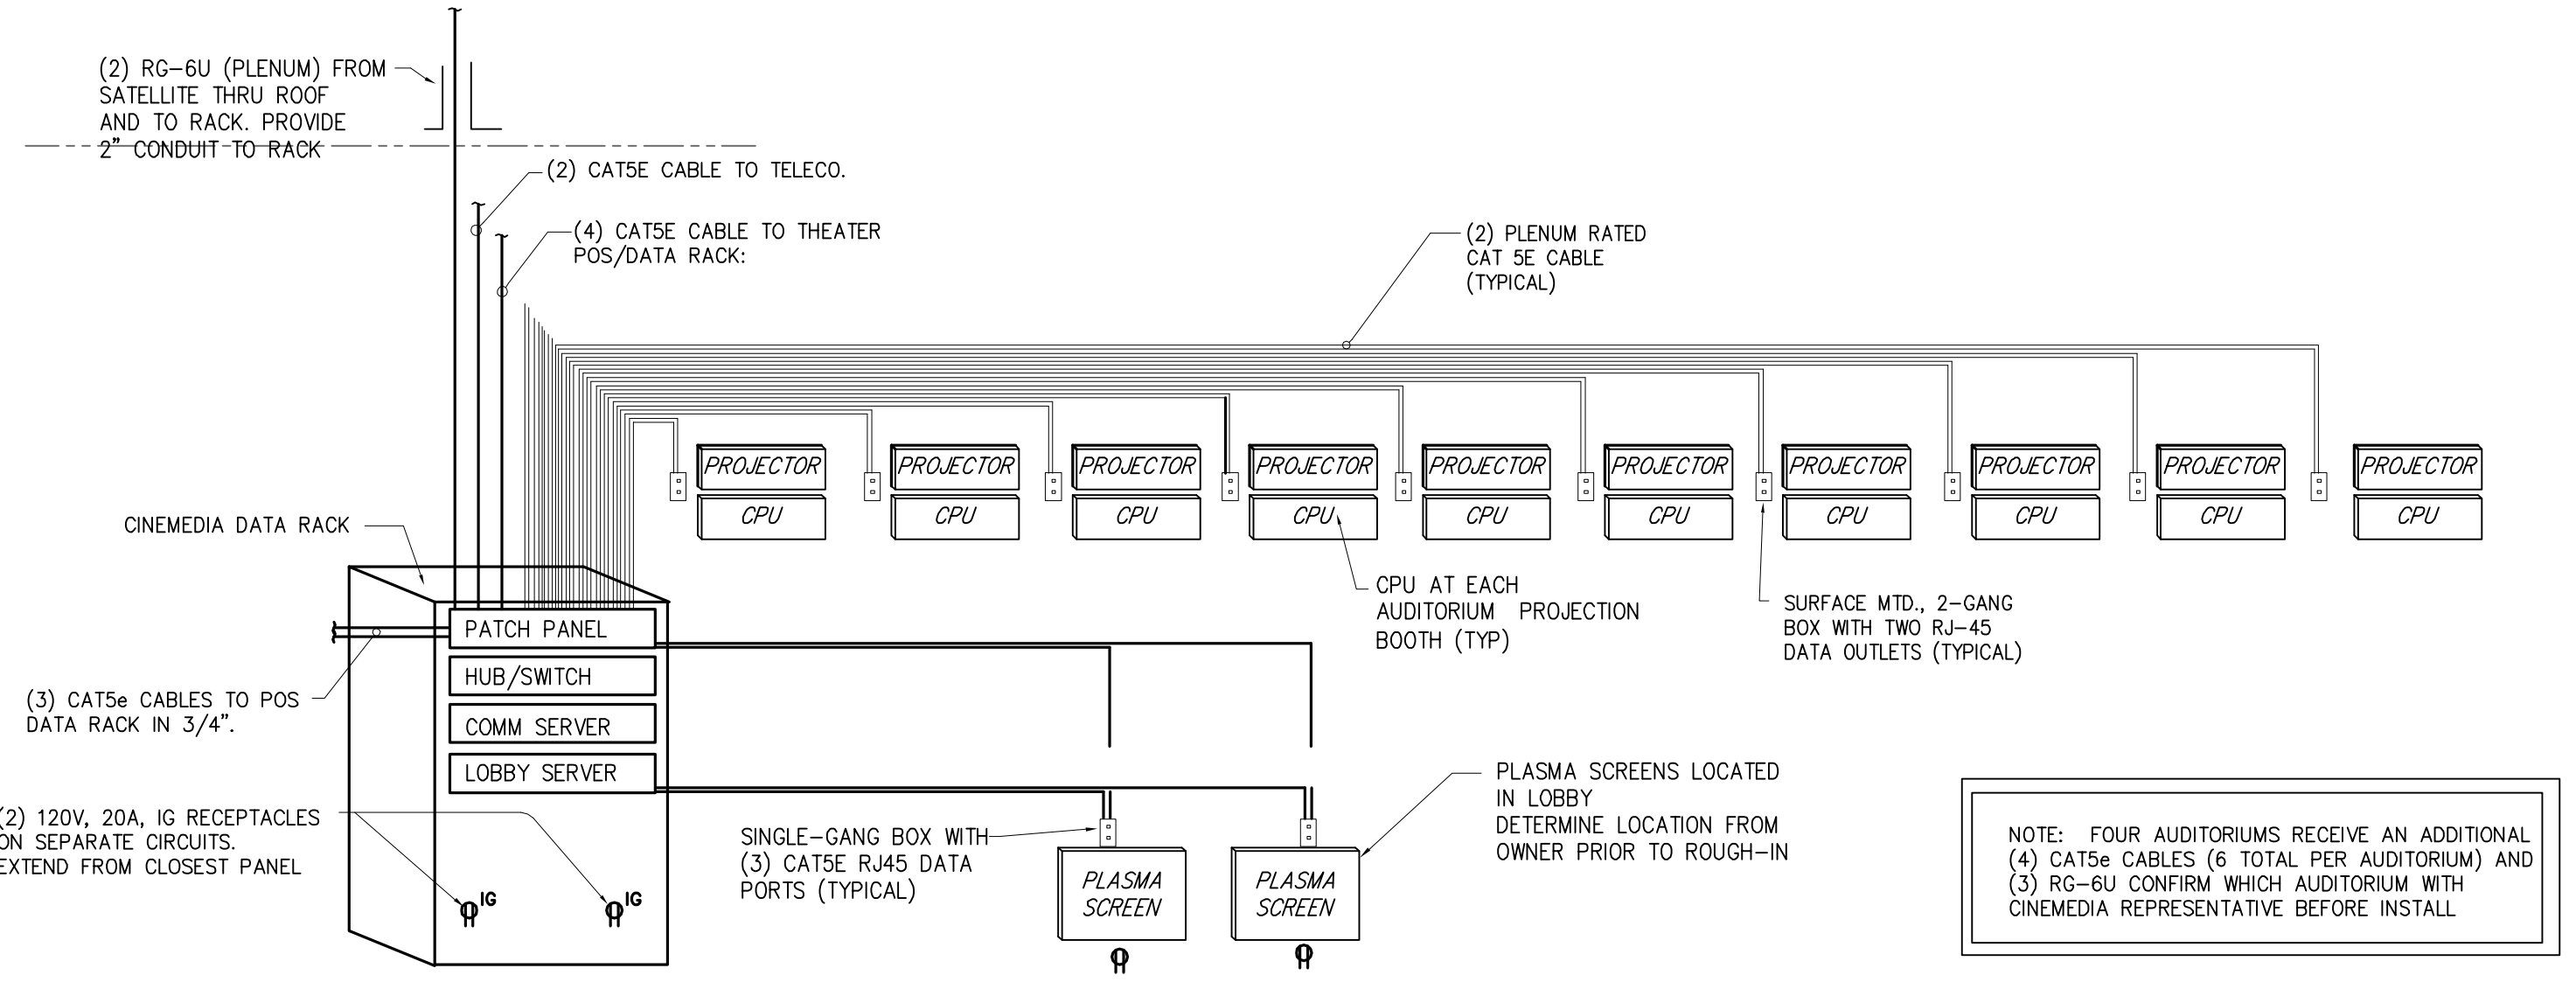 (2) RG-6U (PLENUM) FROM
SATELLITE THRU ROOF
AND TO RACK. PROVIDE
2" CONDUIT TO RACK
(2) CAT5E CABLE TO TELECO.
(4) CAT5E CABLE TO THEATER
POS/DATA RACK:
(2) PLENUM RATED
CAT 5E CABLE
(TYPICAL)
PROJECTOR
CPU
PROJECTOR
CPU
PROJECTOR
CPU
PROJECTOR
CPU
PROJECTOR
CPU
PROJECTOR
CPU
PROJECTOR
CPU
PROJECTOR
CPU
PROJECTOR
CPU
PROJECTOR
CPU
CINEMEDIA DATA RACK
CPU AT EACH
AUDITORIUM PROJECTION
BOOTH (TYP)
SURFACE MTD., 2-GANG
BOX WITH TWO RJ-45
DATA OUTLETS (TYPICAL)
PATCH PANEL
HUB/SWITCH
COMM SERVER
LOBBY SERVER
(3) CAT5e CABLES TO POS
DATA RACK IN 3/4".
(2) 120V, 20A, IG RECEPTACLES
ON SEPARATE CIRCUITS.
EXTEND FROM CLOSEST PANEL
IG
IG
SINGLE-GANG BOX WITH
(3) CAT5E RJ45 DATA
PORTS (TYPICAL)
PLASMA
SCREEN
PLASMA
SCREEN
PLASMA SCREENS LOCATED
IN LOBBY
DETERMINE LOCATION FROM
OWNER PRIOR TO ROUGH-IN
NOTE: FOUR AUDITORIUMS RECEIVE AN ADDITIONAL
(4) CAT5e CABLES (6 TOTAL PER AUDITORIUM) AND
(3) RG-6U CONFIRM WHICH AUDITORIUM WITH
CINEMEDIA REPRESENTATIVE BEFORE INSTALL